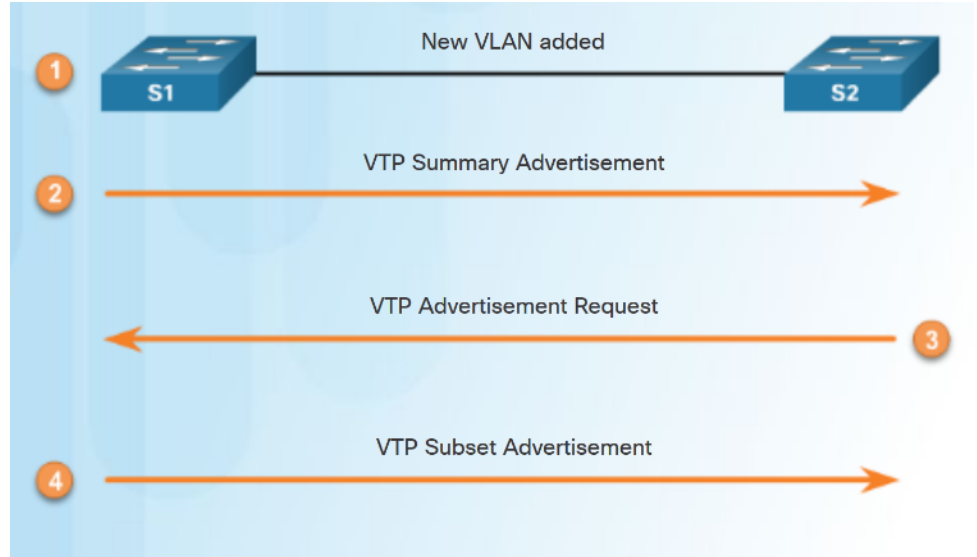 New VLAN added
1
S1
S2
VTP Summary Advertisement
2
VTP Advertisement Request
3
VTP Subset Advertisement
4